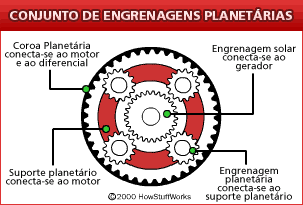 CONJUNTO DE ENGRENAGENS PLANETÁRIAS
Coroa Planetária
conecta-se ao motor
e ao diferencial
Engrenagem solar
conecta-se ao
gerador
Suporte planetário
conecta-se ao motor
Engrenagem
planetária
conecta-se ao
suporte planetário
©2000 HowStuffWorks